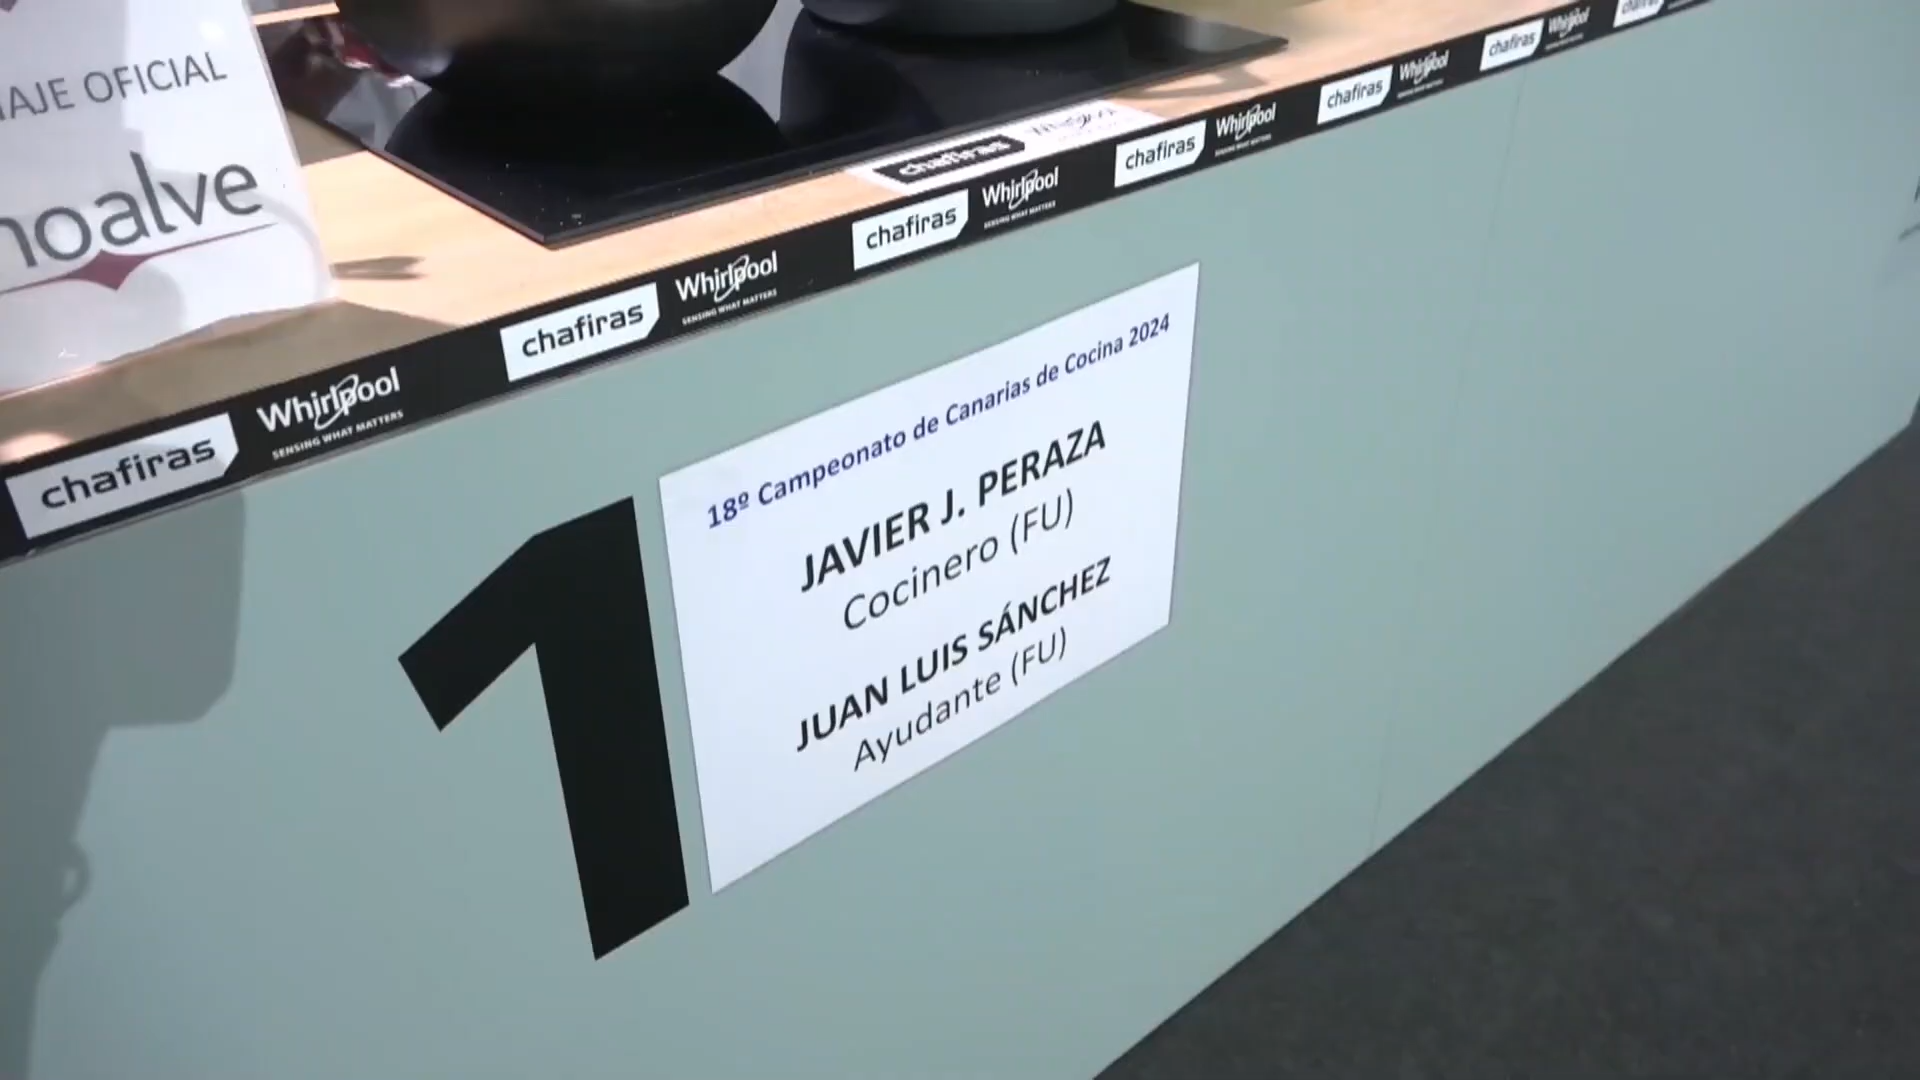 OFICIAL
chafiras Whirlpool SENSING WHAT MATTERS chafiras Whirlpool SENSING WHAT MATTERS chafiras Whirlpool SENSING WHAT MATTERS chafiras Whirlpool chafiras Whirlpool chafiras Whirlpool chafiras
chafiras Whirlpool
1
18º Campeonato de Canarias de Cocina 2024
JAVIER J. PERAZA
Cocinero (FU)
JUAN LUIS SÁNCHEZ
Ayudante (FU)